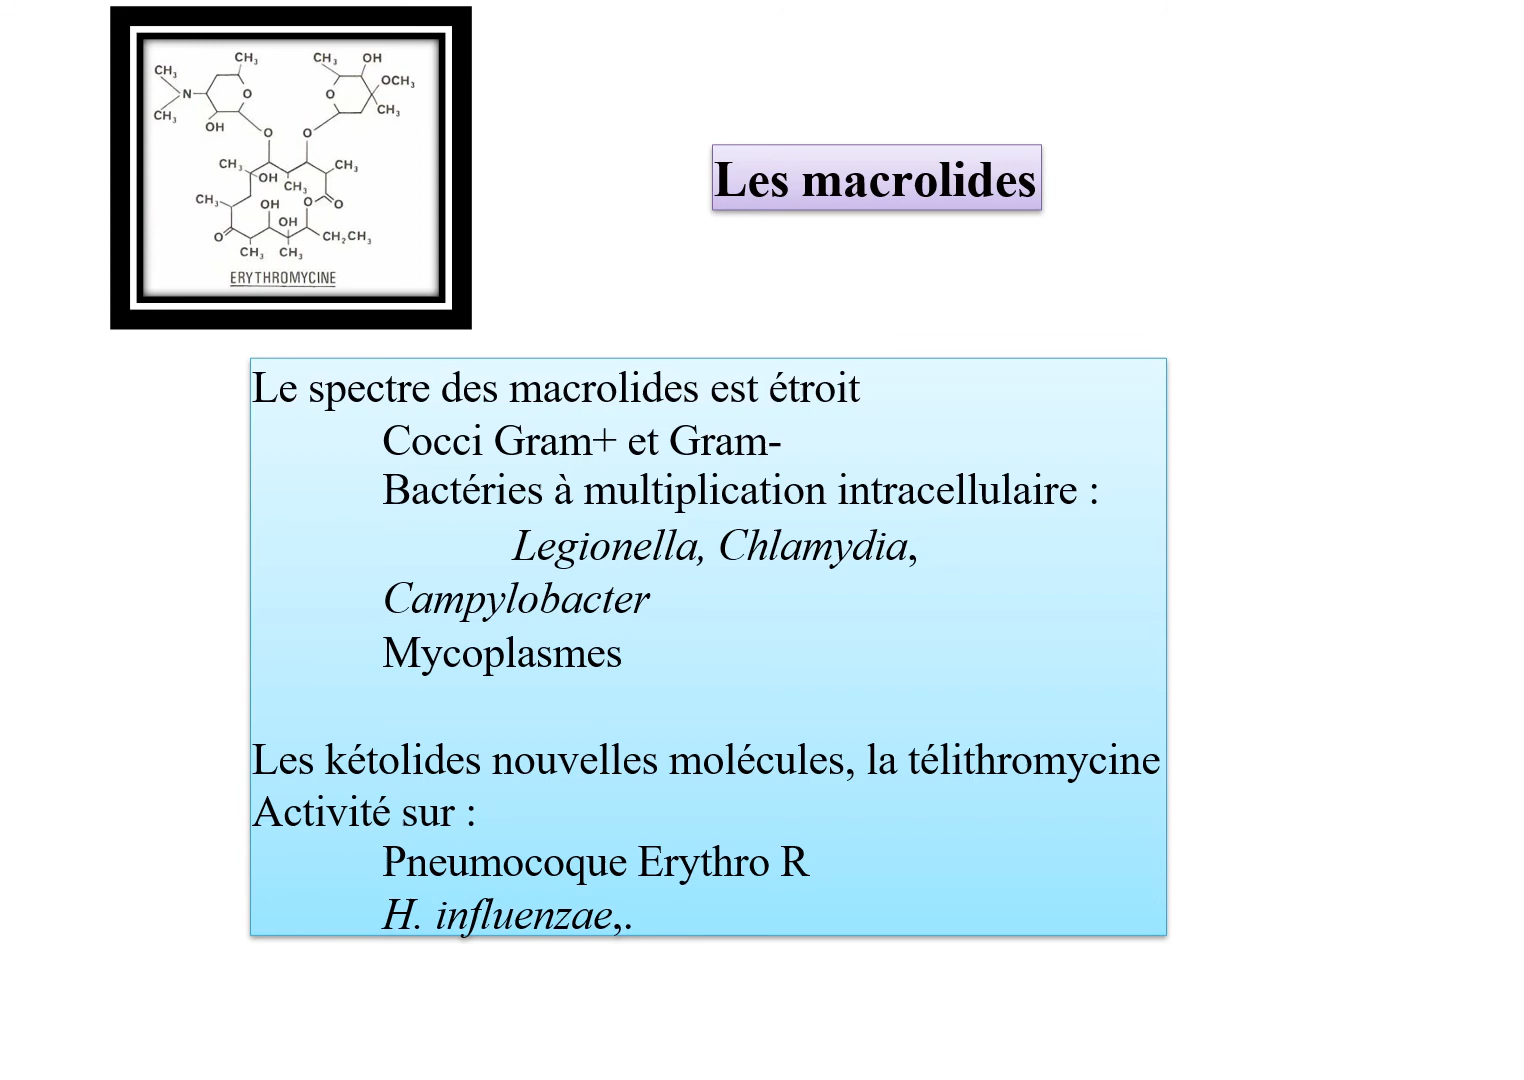 CH3 CH3 OH
CH3 OCH3
N O O
CH3 CH3
OH O O
CH3 OH CH3
CH3
CH3 OH O O
OH
O CH2CH3
CH3 CH3
ERYTHROMYCINE
Les macrolides
Le spectre des macrolides est étroit
Cocci Gram+ et Gram-
Bactéries à multiplication intracellulaire :
Legionella, Chlamydia,
Campylobacter
Mycoplasmes
Les kétolides nouvelles molécules, la télithromycine
Activité sur :
Pneumocoque Erythro R
H. influenzae,.